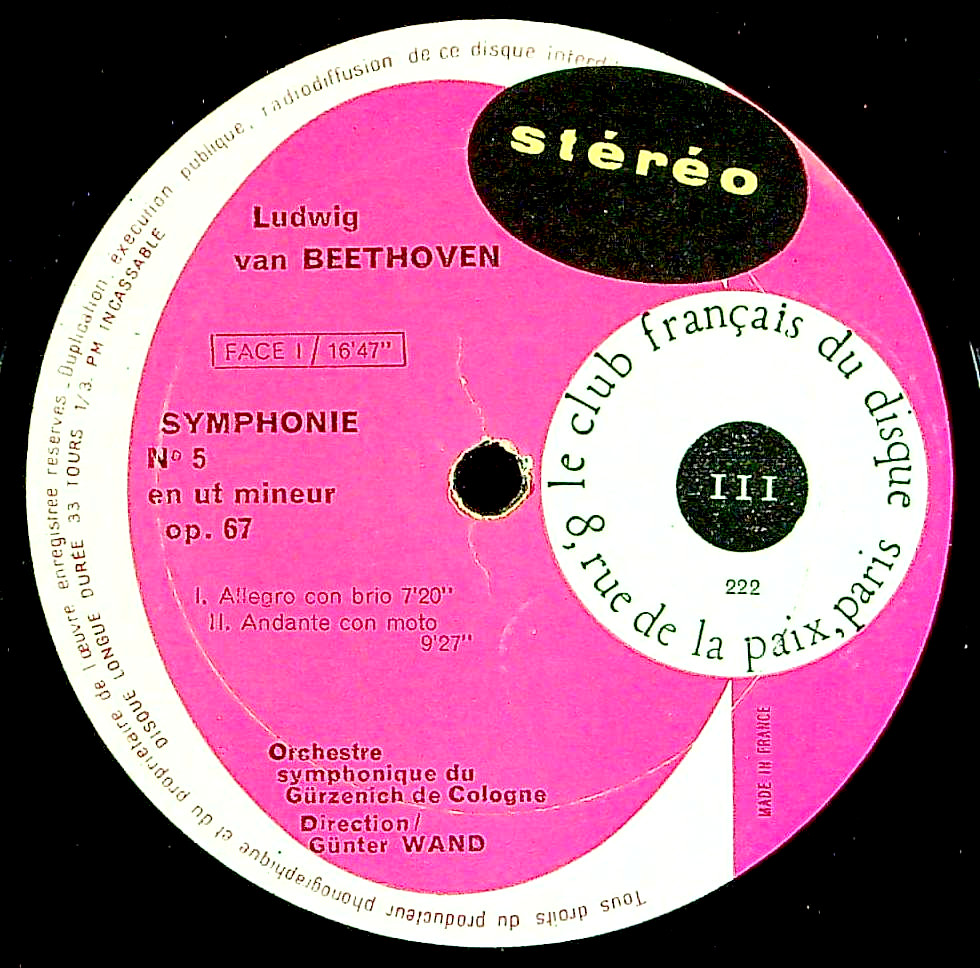 stéréo
Ludwig
van BEETHOVEN
FACE I / 16'47"
SYMPHONIE
Nº 5
en ut mineur
op. 67
I. Allegro con brio 7'20"
II. Andante con moto
9'27"
Orchestre
symphonique du
Gürzenich de Cologne
Direction/
Günter WAND
le club français du disque
8, rue de la paix, paris
III
222
MADE IN FRANCE
Tous droits du producteur phonographique et du propriétaire de l'œuvre enregistrée réservés - Duplication, exécution publique, radiodiffusion de ce disque
DISQUE LONGUE DURÉE 33 TOURS 1/3. PM INCASSABLE